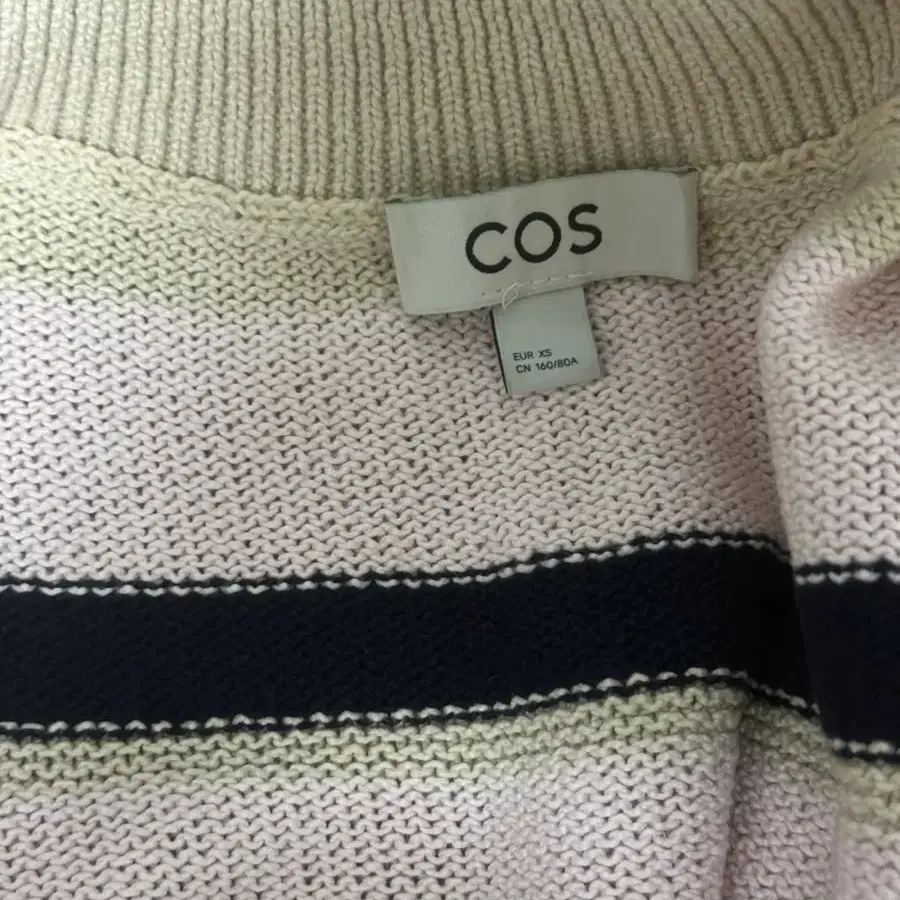 COS
EUR XS
CN 160/80A